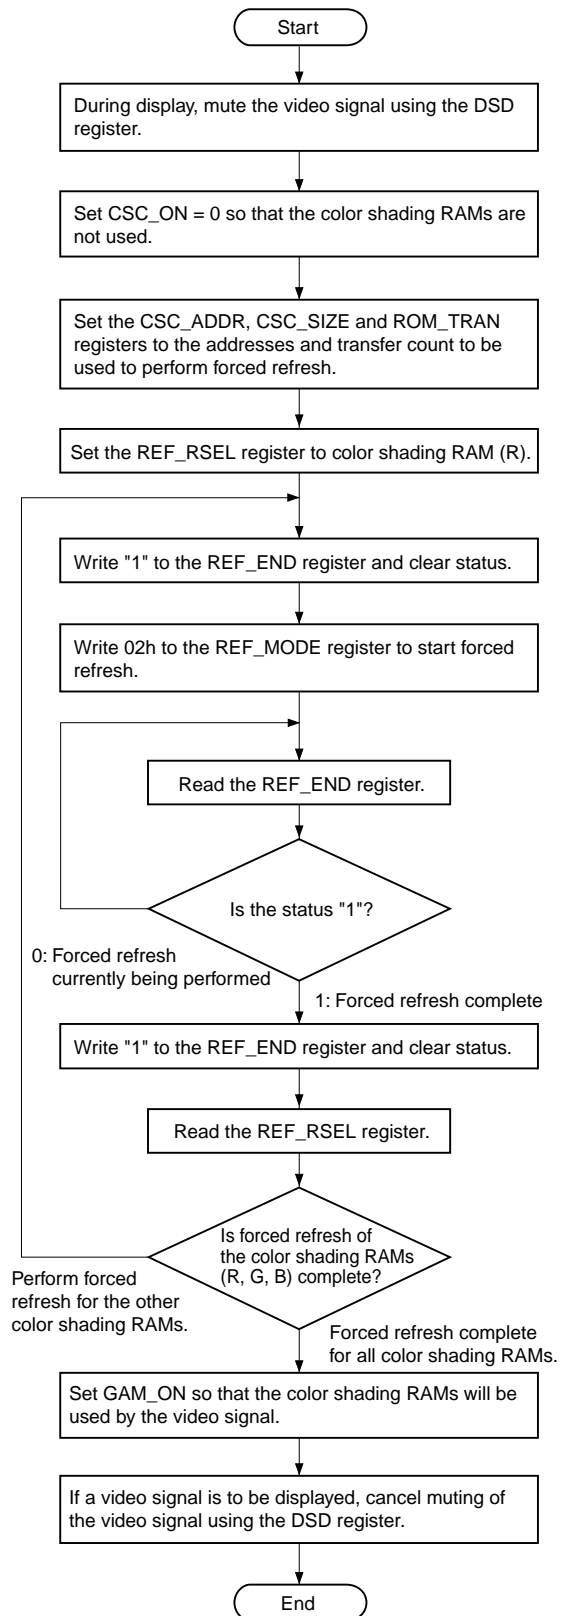 Start
During display, mute the video signal using the DSD
register.
Set CSC_ON = 0 so that the color shading RAMs are
not used.
Set the CSC_ADDR, CSC_SIZE and ROM_TRAN
registers to the addresses and transfer count to be
used to perform forced refresh.
Set the REF_RSEL register to color shading RAM (R).
Write "1" to the REF_END register and clear status.
Write 02h to the REF_MODE register to start forced
refresh.
Read the REF_END register.
Is the status "1"?
0: Forced refresh
currently being performed
1: Forced refresh complete
Write "1" to the REF_END register and clear status.
Read the REF_RSEL register.
Is forced refresh of
the color shading RAMs
(R, G, B) complete?
Perform forced
refresh for the other
color shading RAMs.
Forced refresh complete
for all color shading RAMs.
Set GAM_ON so that the color shading RAMs will be
used by the video signal.
If a video signal is to be displayed, cancel muting of
the video signal using the DSD register.
End